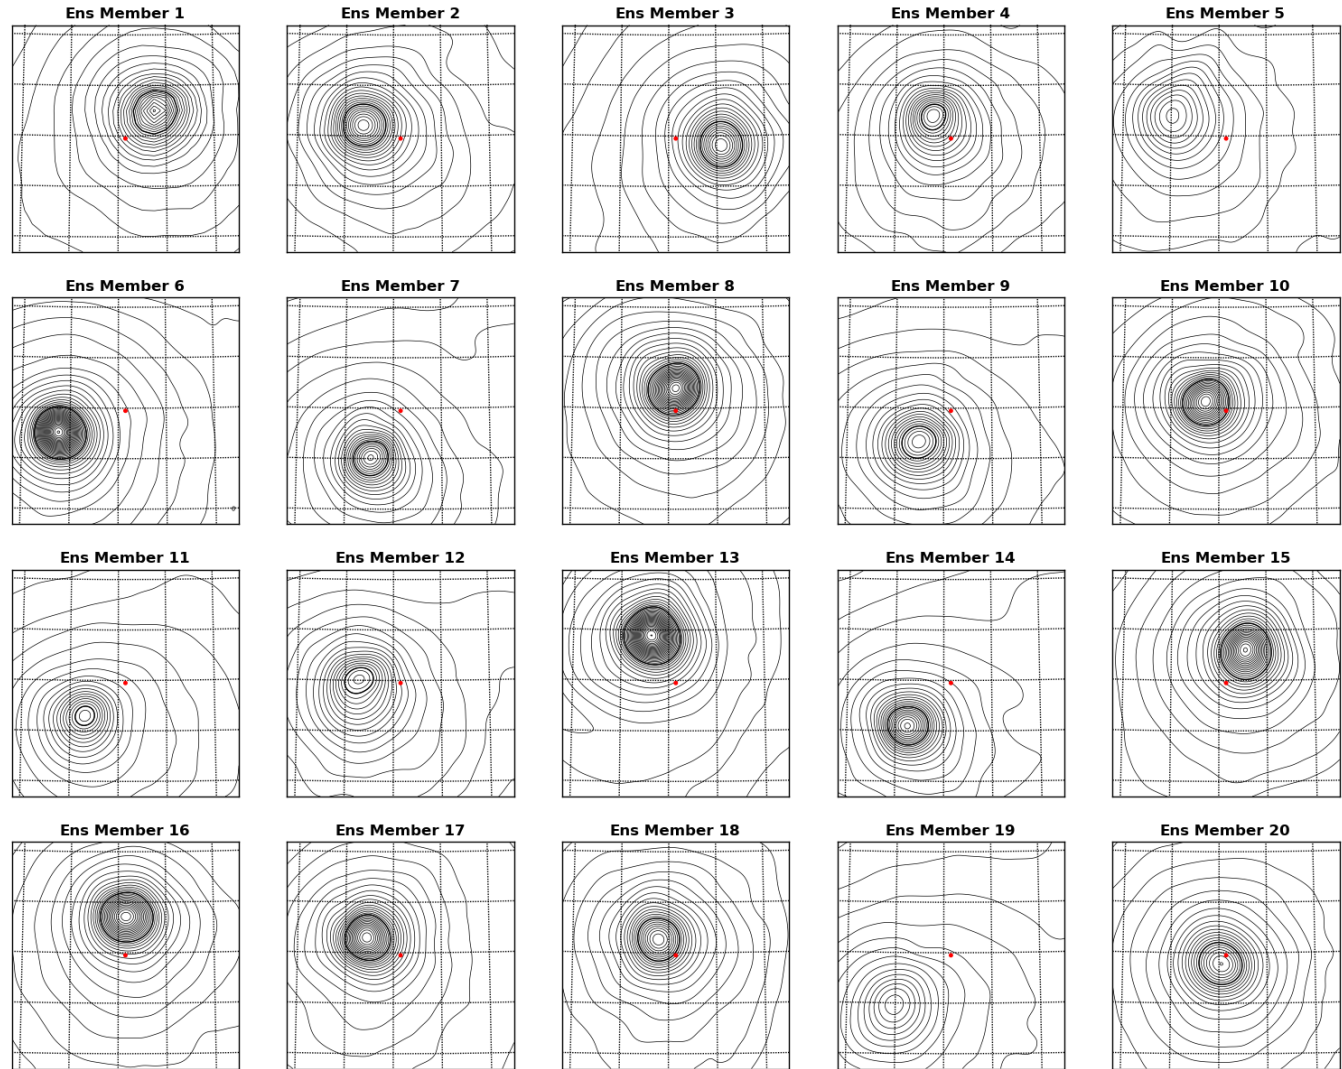 Ens Member 1
Ens Member 2
Ens Member 3
Ens Member 4
Ens Member 5
Ens Member 6
Ens Member 7
Ens Member 8
Ens Member 9
Ens Member 10
Ens Member 11
Ens Member 12
Ens Member 13
Ens Member 14
Ens Member 15
Ens Member 16
Ens Member 17
Ens Member 18
Ens Member 19
Ens Member 20